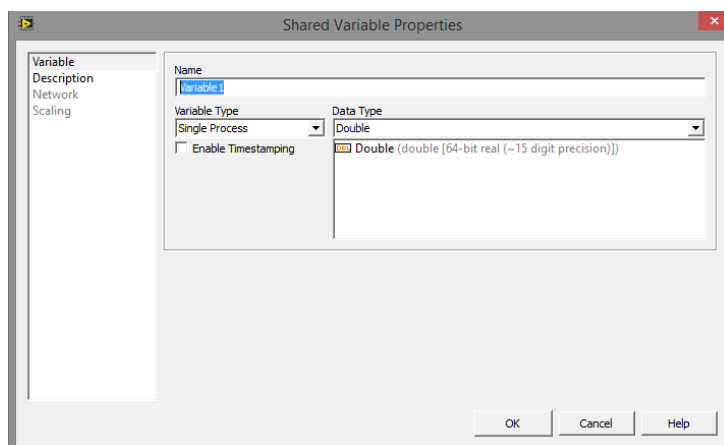 Shared Variable Properties
Variable
Description
Network
Scaling
Name
Variable1
Variable Type
Data Type
Single Process
Double
Enable Timestamping
DBL Double (double [64-bit real (~15 digit precision)])
OK
Cancel
Help